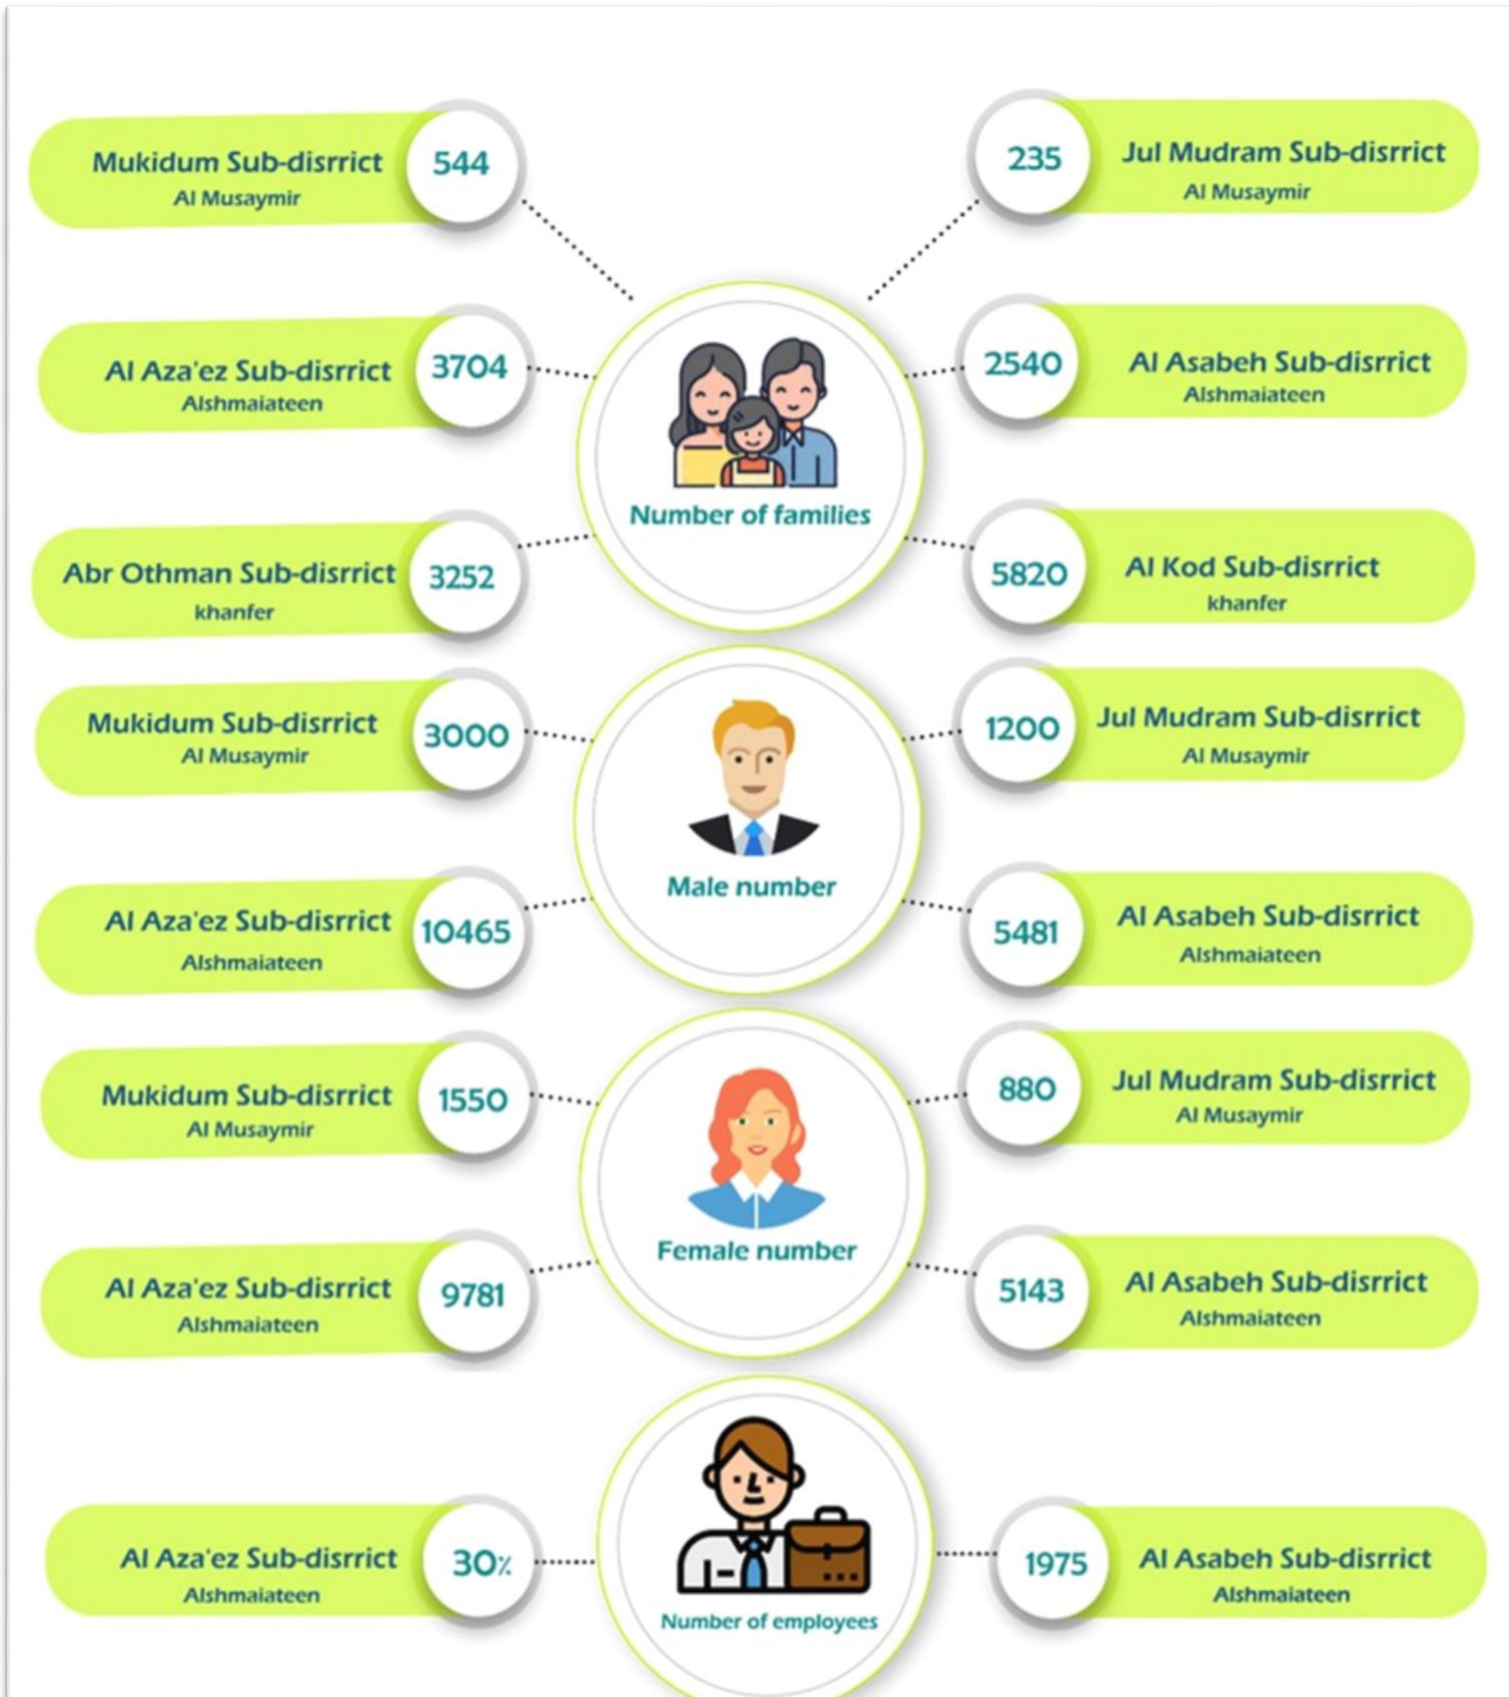 Mukidum Sub-disrrict
Al Musaymir
544
235
Jul Mudram Sub-disrrict
Al Musaymir
Al Aza'ez Sub-disrrict
Alshmaiateen
3704
2540
Al Asabeh Sub-disrrict
Alshmaiateen
Number of families
Abr Othman Sub-disrrict
khanfer
3252
5820
Al Kod Sub-disrrict
khanfer
Mukidum Sub-disrrict
Al Musaymir
3000
1200
Jul Mudram Sub-disrrict
Al Musaymir
Male number
Al Aza'ez Sub-disrrict
Alshmaiateen
10465
5481
Al Asabeh Sub-disrrict
Alshmaiateen
Mukidum Sub-disrrict
Al Musaymir
1550
880
Jul Mudram Sub-disrrict
Al Musaymir
Female number
Al Aza'ez Sub-disrrict
Alshmaiateen
9781
5143
Al Asabeh Sub-disrrict
Alshmaiateen
Al Aza'ez Sub-disrrict
Alshmaiateen
30%
1975
Al Asabeh Sub-disrrict
Alshmaiateen
Number of employees